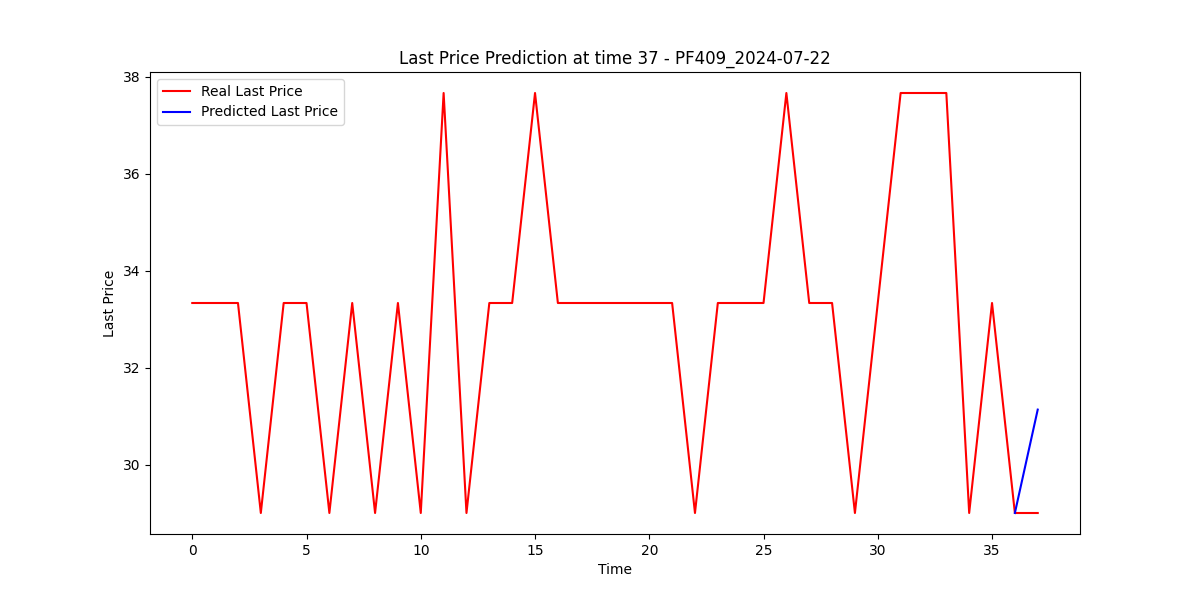 Last Price Prediction at time 37 - PF409_2024-07-22
Real Last Price
Predicted Last Price
Last Price
38
36
34
32
30
0 5 10 15 20 25 30 35
Time